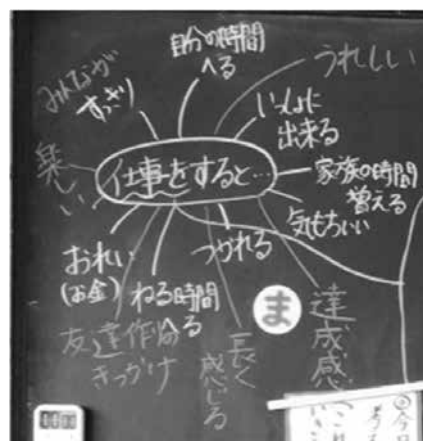 自分の時間
へる
うれしい
みんなが
すっきり
いっしょに
出来る
楽しい
仕事をすると…
家族の時間
増える
気もちいい
つかれる
おれい
(お金)
ねる時間
へる
ま
達成感
友達作りの
きっかけ
長く
感じる